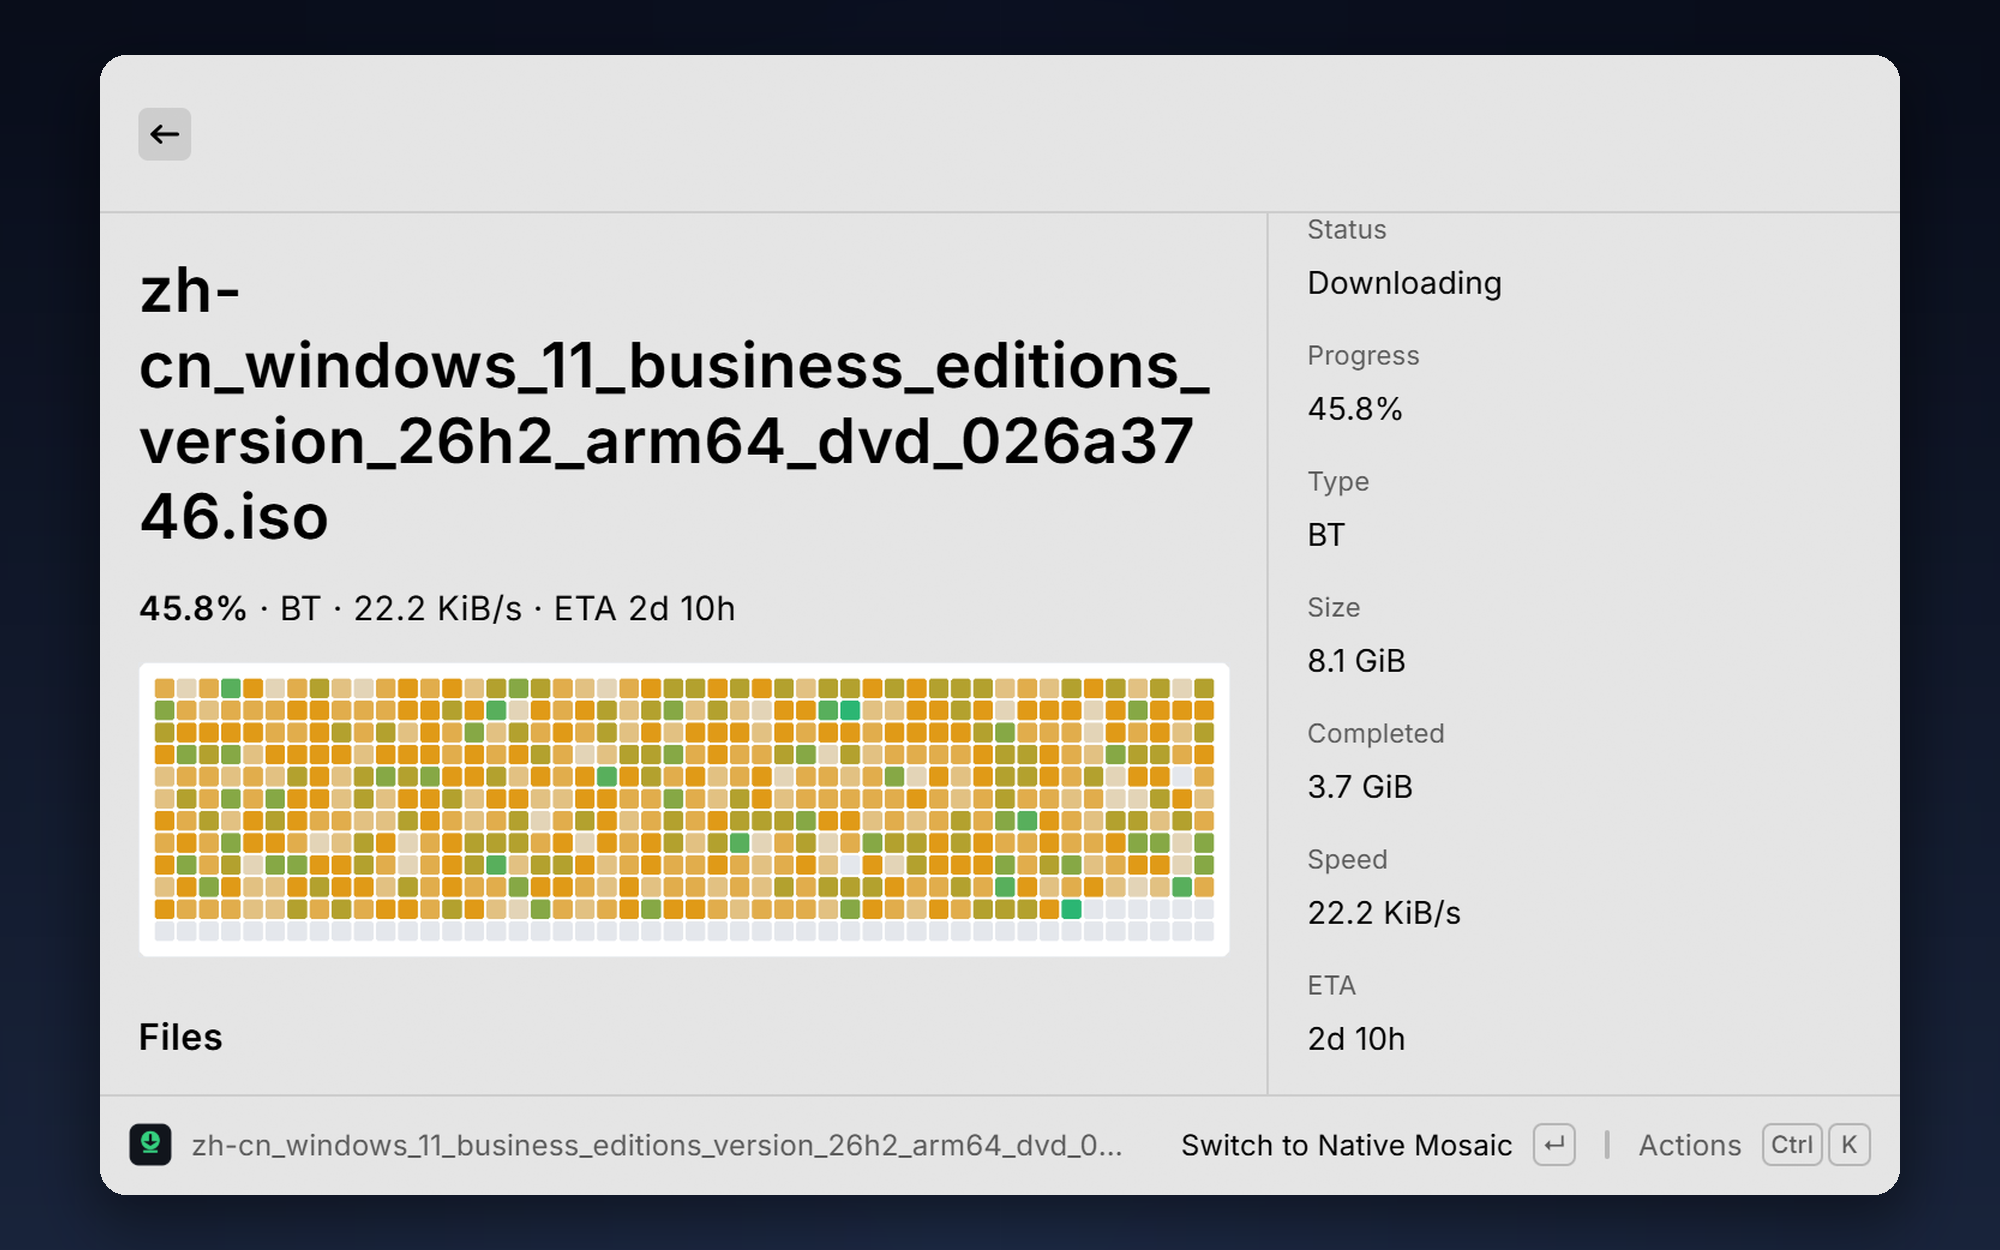 zh-
cn_windows_11_business_editions_
version_26h2_arm64_dvd_026a37
46.iso
45.8% · BT · 22.2 KiB/s · ETA 2d 10h
Files
Status
Downloading
Progress
45.8%
Type
BT
Size
8.1 GiB
Completed
3.7 GiB
Speed
22.2 KiB/s
ETA
2d 10h
zh-cn_windows_11_business_editions_version_26h2_arm64_dvd_0...
Switch to Native Mosaic
Actions Ctrl K